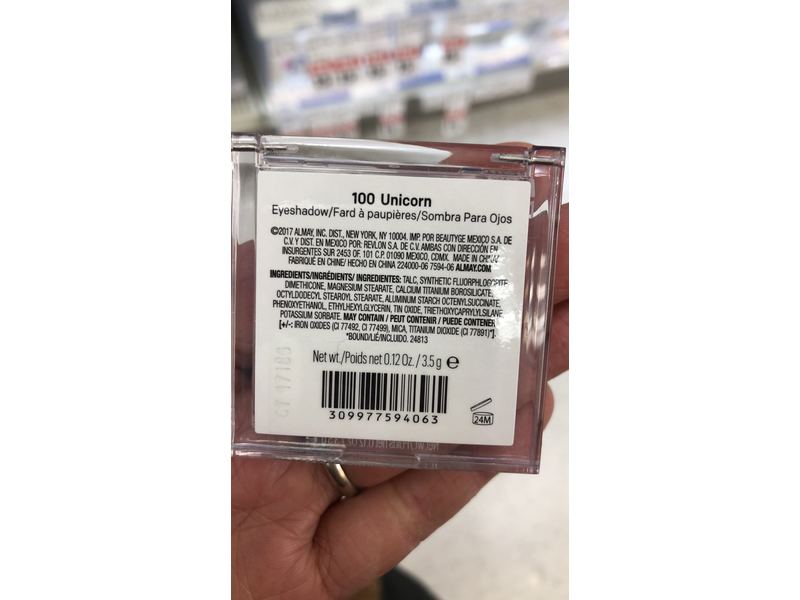 100 Unicorn
Eyeshadow/Fard à paupières/Sombra Para Ojos
©2017 ALMAY, INC. DIST., NEW YORK, NY 10004. IMP. POR BEAUTYGE MEXICO S.A. DE
C.V. Y DIST. EN MEXICO POR: REVLON S.A. DE C.V. AMBAS CON DIRECCIÓN EN
INSURGENTES SUR 2453 OF. 101 C.P. 01090 MEXICO, CDMX. MADE IN CHINA/
FABRIQUÉ EN CHINE/ HECHO EN CHINA 224000-06 7594-06 ALMAY.COM
INGREDIENTS/INGRÉDIENTS/ INGREDIENTES: TALC, SYNTHETIC FLUORPHLOGOPITE,
DIMETHICONE, MAGNESIUM STEARATE, CALCIUM TITANIUM BOROSILICATE,
OCTYLDODECYL STEAROYL STEARATE, ALUMINUM STARCH OCTENYLSUCCINATE,
PHENOXYETHANOL, ETHYLHEXYLGLYCERIN, TIN OXIDE, TRIETHOXYCAPRYLYLSILANE,
POTASSIUM SORBATE. MAY CONTAIN / PEUT CONTENIR / PUEDE CONTENER
[+/-: IRON OXIDES (CI 77492, CI 77499), MICA, TITANIUM DIOXIDE (CI 77891)*].
*BOUND/LIÉ/INCLUIDO. 24813
Net wt./Poids net 0.12 Oz. / 3.5 g e
309977594063
24M